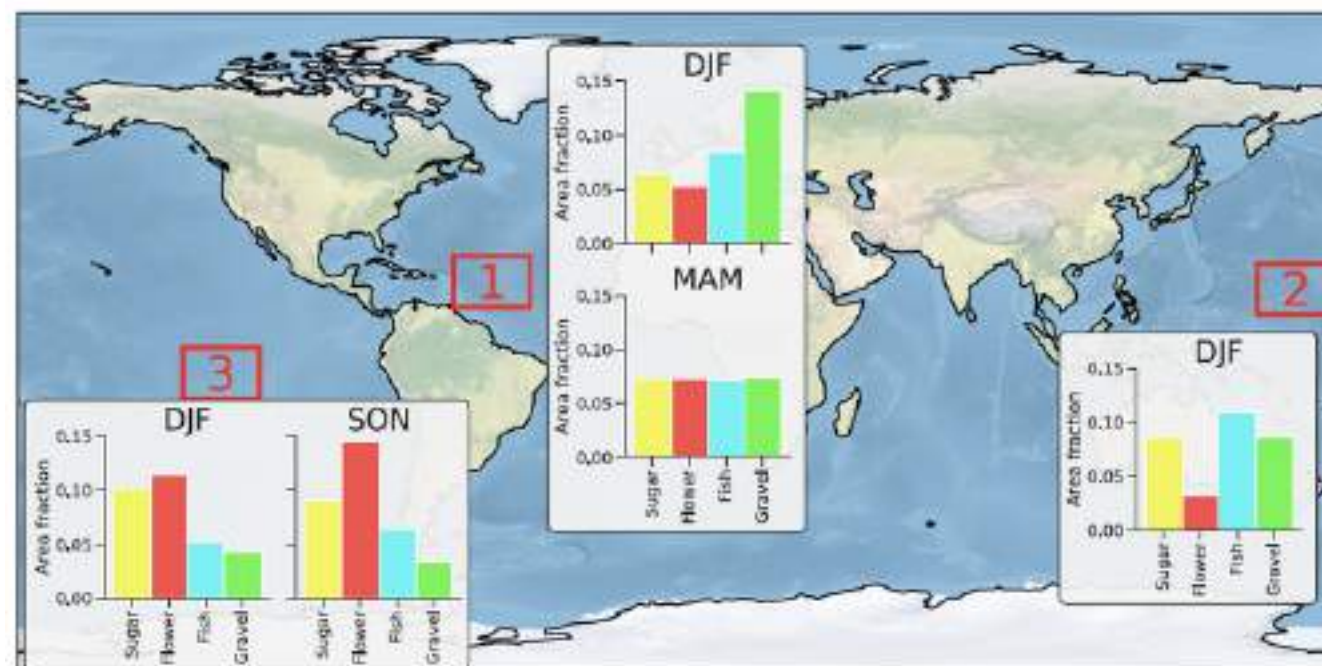 DJF
0.15
0.10
0.05
0.00
Area fraction
MAM
0.15
0.10
0.05
0.00
Area fraction
Sugar
Flower
Fish
Gravel
1
2
3
DJF
SON
0.15
0.10
0.05
0.00
Area fraction
Sugar
Flower
Fish
Gravel
Sugar
Flower
Fish
Gravel
DJF
0.15
0.10
0.05
0.00
Area fraction
Sugar
Flower
Fish
Gravel